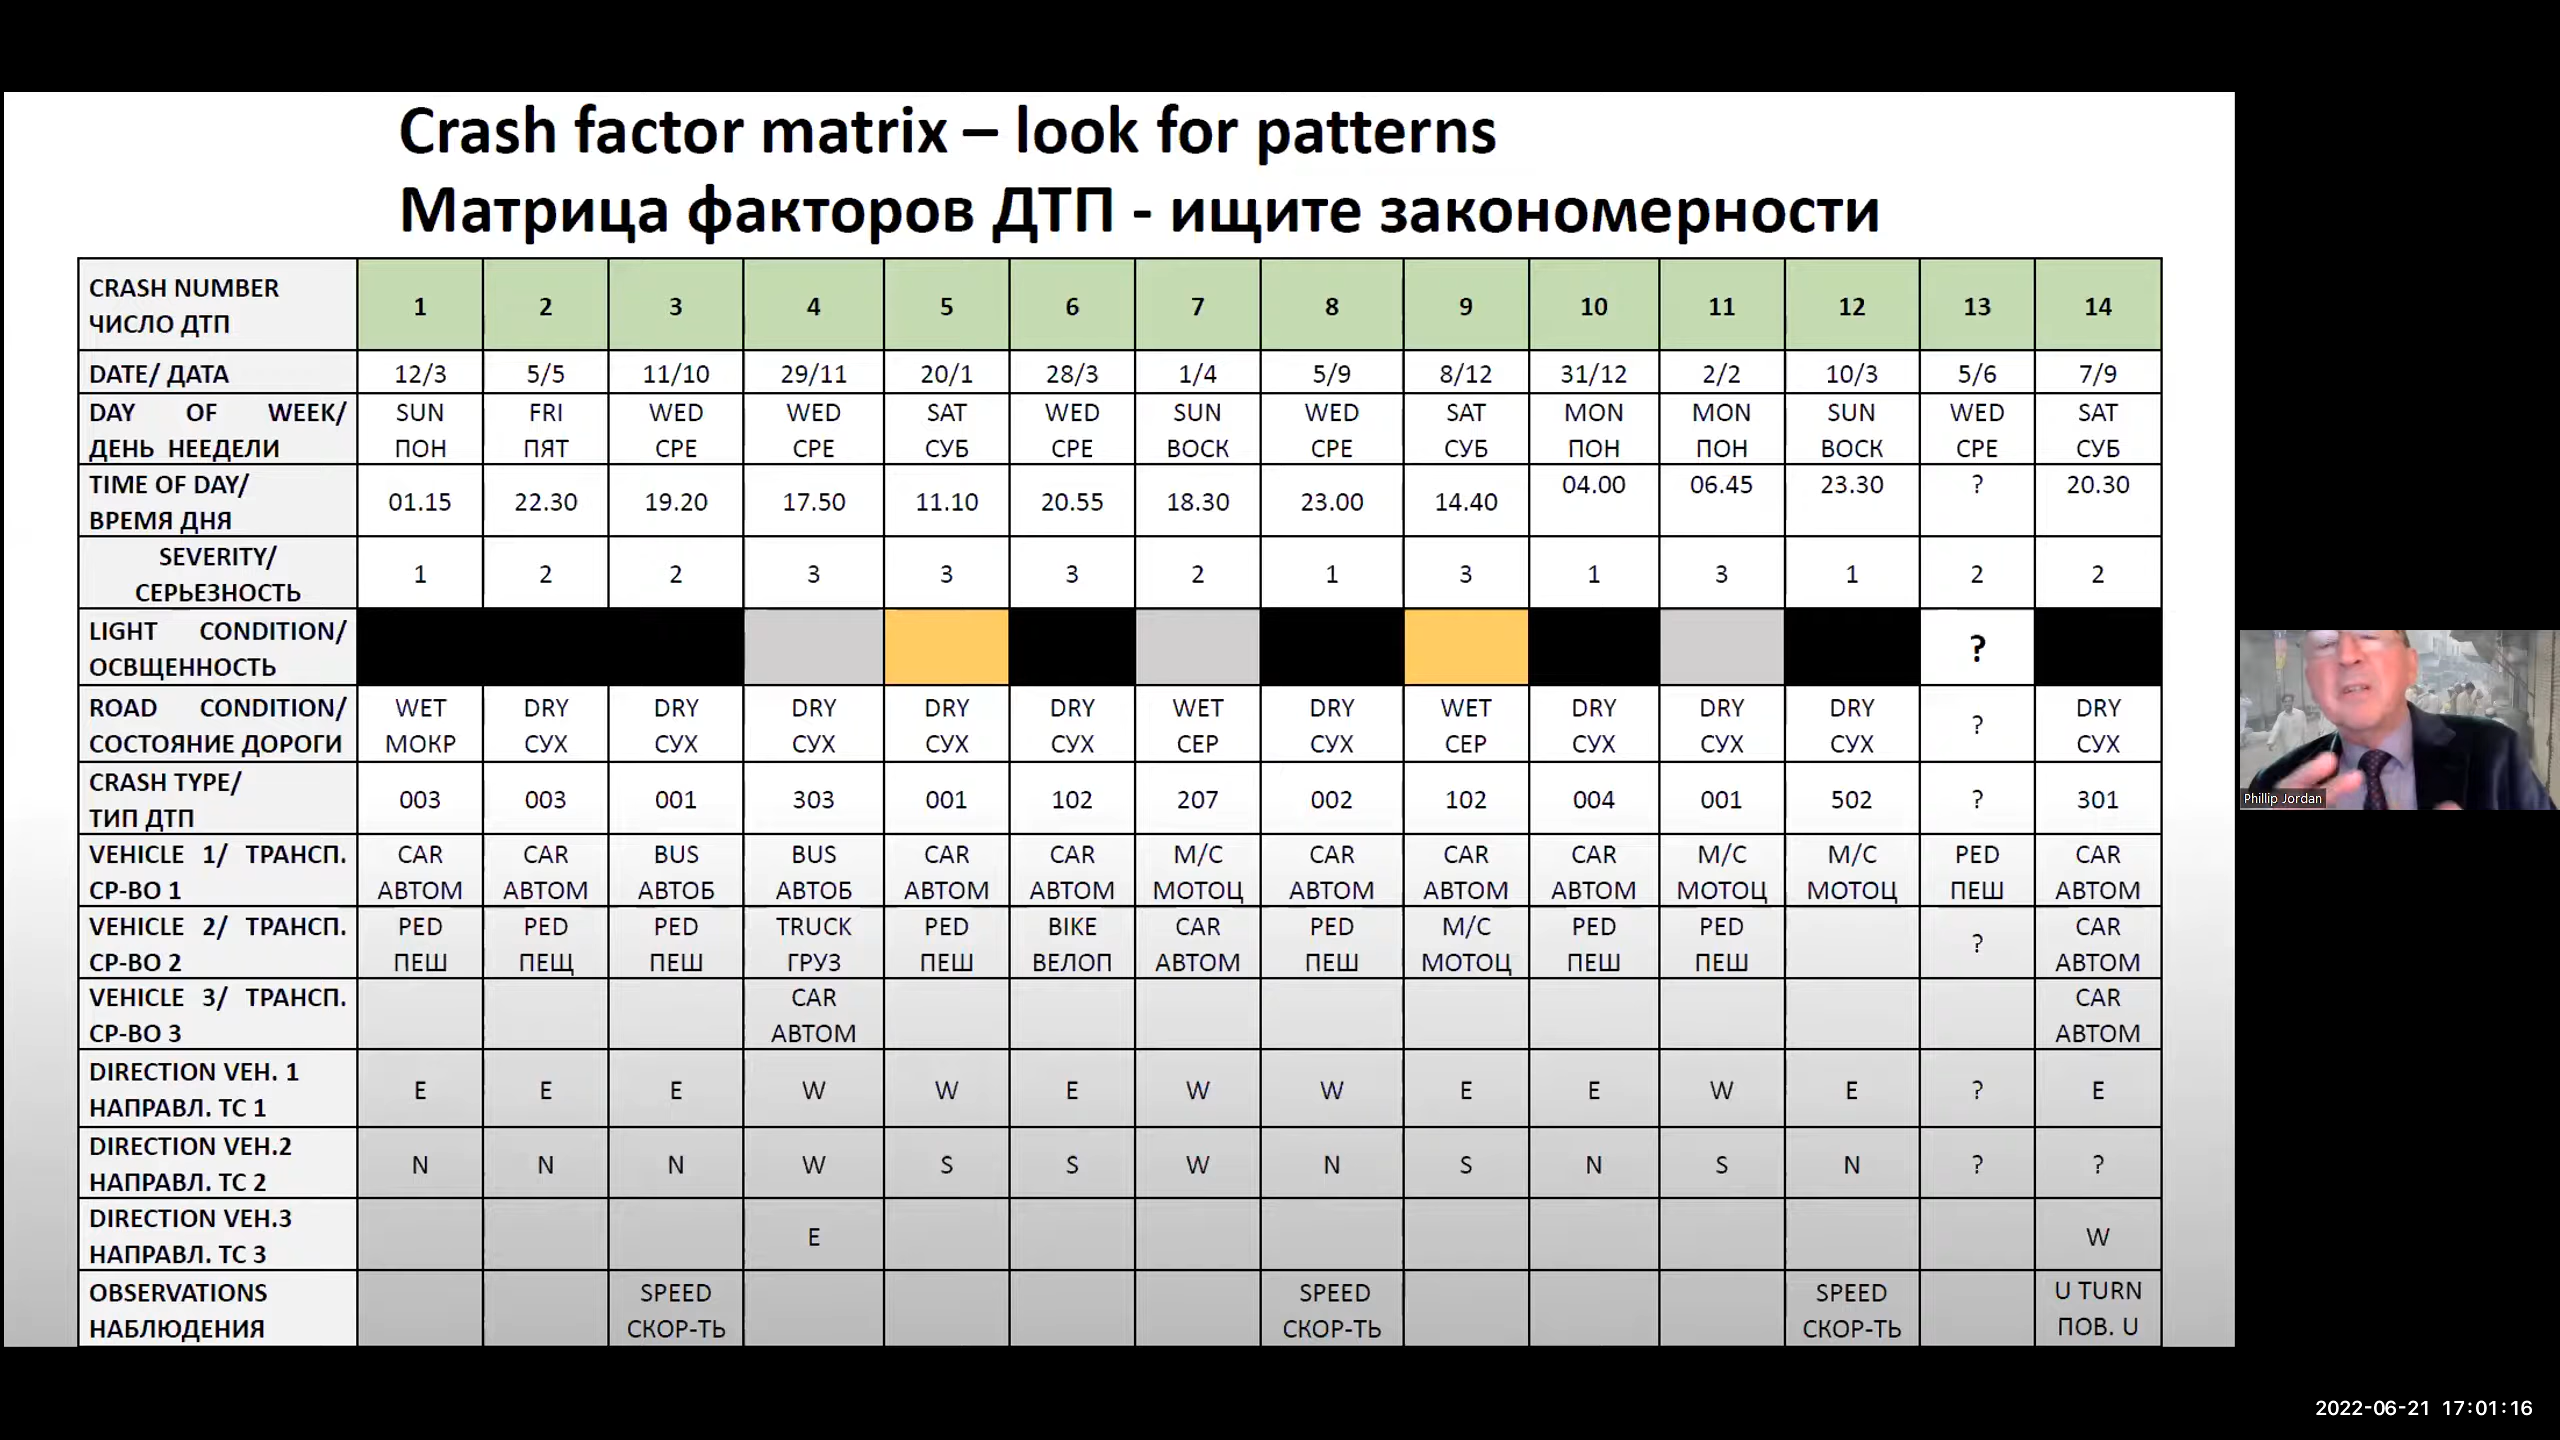 Crash factor matrix – look for patterns
Матрица факторов ДТП - ищите закономерности
CRASH NUMBER
ЧИСЛО ДТП
1 2 3 4 5 6 7 8 9 10 11 12 13 14
DATE/ ДАТА 12/3 5/5 11/10 29/11 20/1 28/3 1/4 5/9 8/12 31/12 2/2 10/3 5/6 7/9
DAY OF WEEK/ SUN FRI WED WED SAT WED SUN WED SAT MON MON SUN WED SAT
ДЕНЬ НЕЕДЕЛИ ПОН ПЯТ СРЕ СРЕ СУБ СРЕ ВОСК СРЕ СУБ ПОН ПОН ВОСК СРЕ СУБ
TIME OF DAY/
ВРЕМЯ ДНЯ
01.15 22.30 19.20 17.50 11.10 20.55 18.30 23.00 14.40 04.00 06.45 23.30 ? 20.30
SEVERITY/
СЕРЬЕЗНОСТЬ
1 2 2 3 3 3 2 1 3 1 3 1 2 2
LIGHT CONDITION/
ОСВЩЕННОСТЬ
?
ROAD CONDITION/ WET DRY DRY DRY DRY DRY WET DRY WET DRY DRY DRY ? DRY
СОСТОЯНИЕ ДОРОГИ МОКР СУХ СУХ СУХ СУХ СУХ СЕР СУХ СЕР СУХ СУХ СУХ СУХ
CRASH TYPE/
ТИП ДТП
003 003 001 303 001 102 207 002 102 004 001 502 ? 301
VEHICLE 1/ ТРАНСП. CAR CAR BUS BUS CAR CAR M/C CAR CAR CAR M/C M/C PED CAR
СР-ВО 1 АВТОМ АВТОМ АВТОБ АВТОБ АВТОМ АВТОМ МОТОЦ АВТОМ АВТОМ АВТОМ МОТОЦ МОТОЦ ПЕШ АВТОМ
VEHICLE 2/ ТРАНСП. PED PED PED TRUCK PED BIKE CAR PED M/C PED PED ? CAR
СР-ВО 2 ПЕШ ПЕЩ ПЕШ ГРУЗ ПЕШ ВЕЛОП АВТОМ ПЕШ МОТОЦ ПЕШ ПЕШ АВТОМ
VEHICLE 3/ ТРАНСП. CAR CAR
СР-ВО 3 АВТОМ АВТОМ
DIRECTION VEH. 1
НАПРАВЛ. ТС 1
E E E W W E W W E E W E ? E
DIRECTION VEH.2
НАПРАВЛ. ТС 2
N N N W S S W N S N S N ? ?
DIRECTION VEH.3
НАПРАВЛ. ТС 3
E W
OBSERVATIONS SPEED SPEED SPEED U TURN
НАБЛЮДЕНИЯ СКОР-ТЬ СКОР-ТЬ СКОР-ТЬ ПОВ. U
Phillip Jordan
2022-06-21 17:01:16